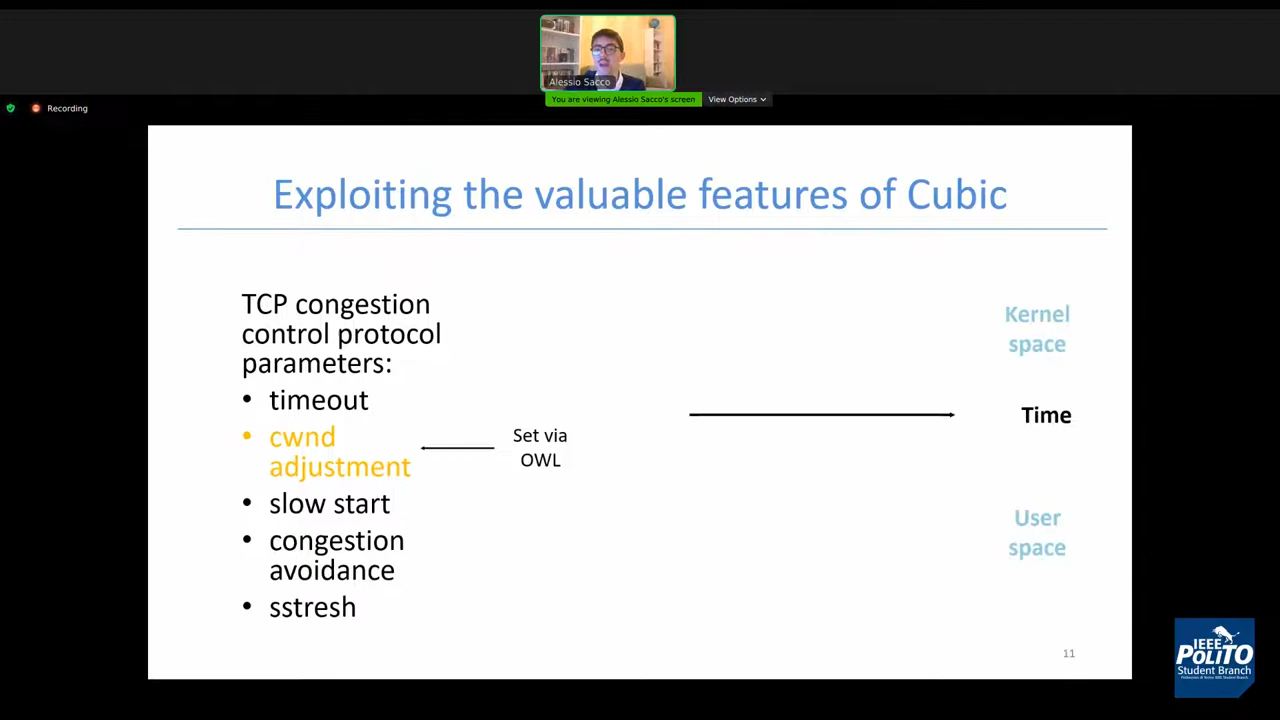 Alessio Sacco
You are viewing Alessio Sacco's screen
View Options
Recording
Exploiting the valuable features of Cubic
TCP congestion
control protocol
parameters:
• timeout
• cwnd
adjustment
• slow start
• congestion
avoidance
• sstresh
Set via
OWL
Kernel
space
Time
User
space
11
IEEE
POLITO
Student Branch